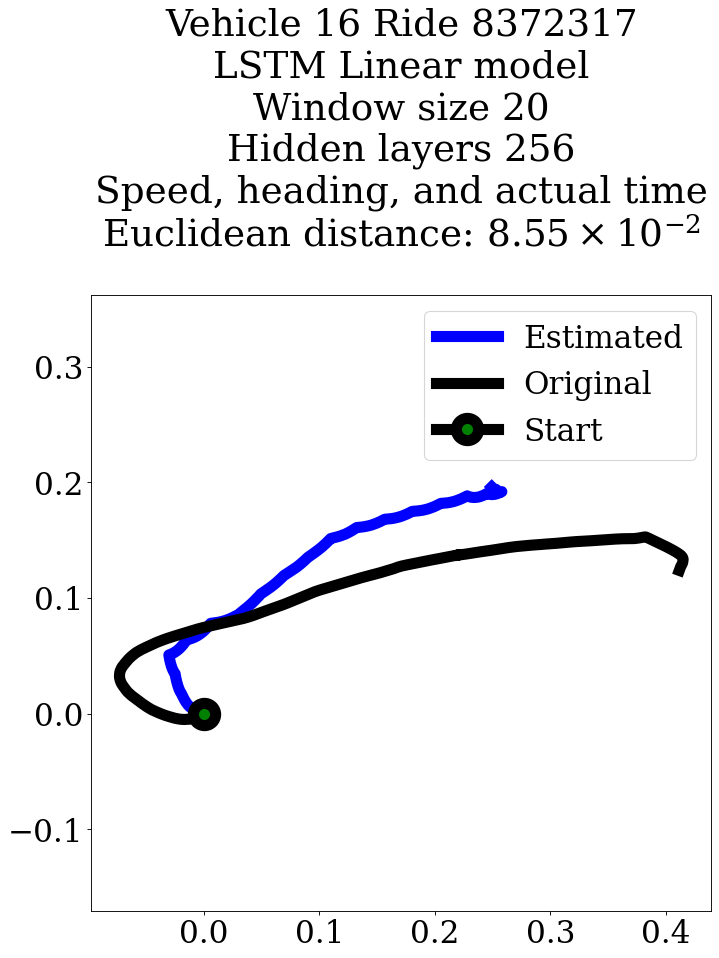 Vehicle 16 Ride 8372317
LSTM Linear model
Window size 20
Hidden layers 256
Speed, heading, and actual time
Euclidean distance: 8.55 × 10⁻²
Estimated
Original
Start
0.3
0.2
0.1
0.0
−0.1
0.0 0.1 0.2 0.3 0.4